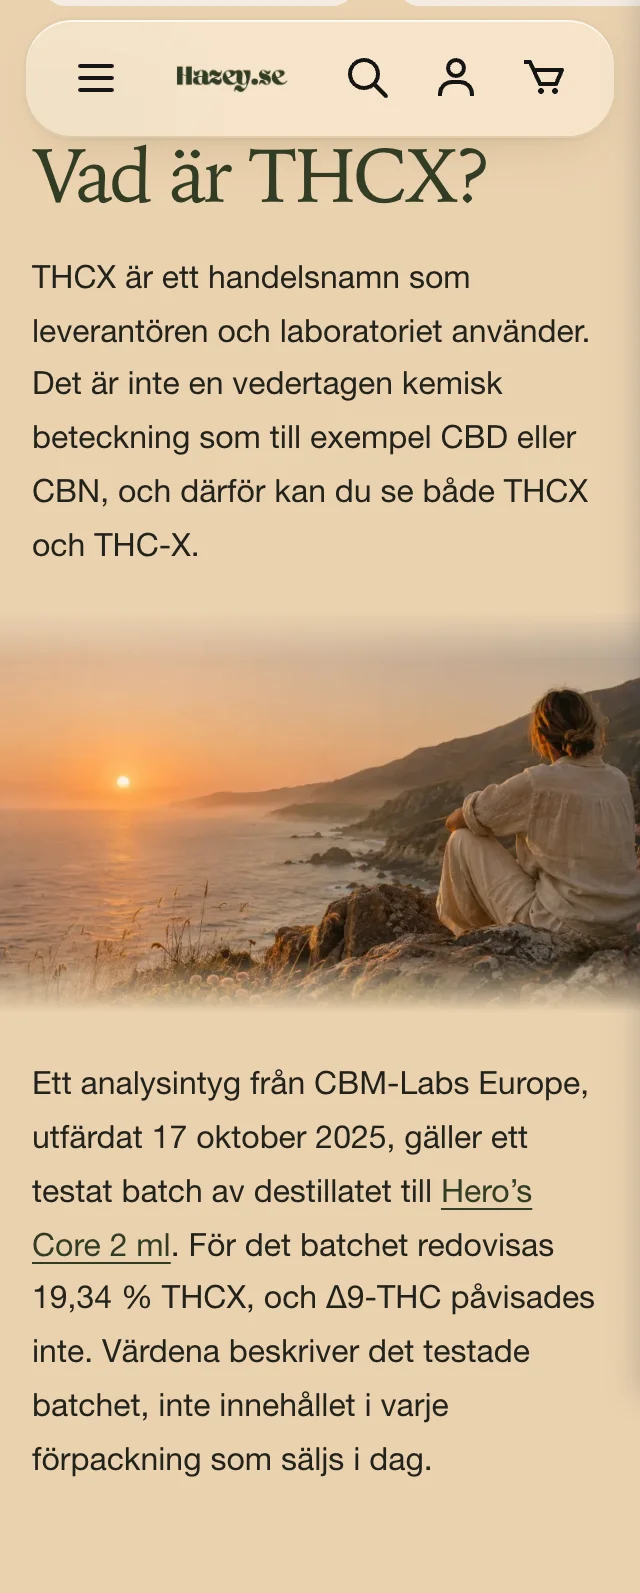 Hazey.se
Vad är THCX?
THCX är ett handelsnamn som
leverantören och laboratoriet använder.
Det är inte en vedertagen kemisk
beteckning som till exempel CBD eller
CBN, och därför kan du se både THCX
och THC-X.
Ett analysintyg från CBM-Labs Europe,
utfärdat 17 oktober 2025, gäller ett
testat batch av destillatet till Hero’s
Core 2 ml. För det batchet redovisas
19,34 % THCX, och Δ9-THC påvisades
inte. Värdena beskriver det testade
batchet, inte innehållet i varje
förpackning som säljs i dag.